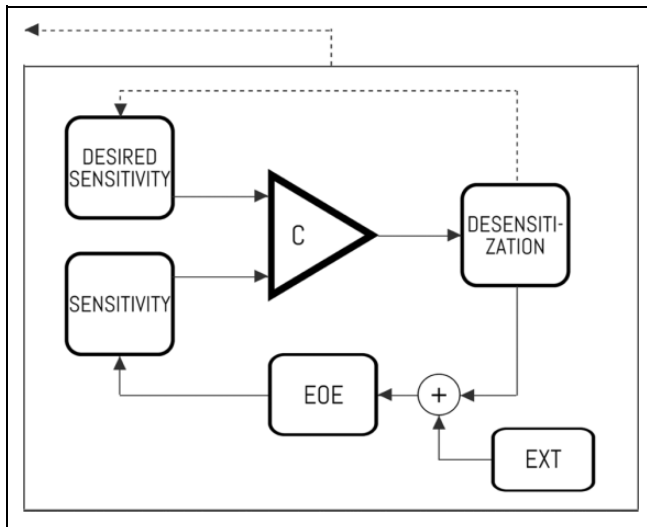 DESIRED
SENSITIVITY
C
DESENSITI-
ZATION
SENSITIVITY
EOE
+
EXT